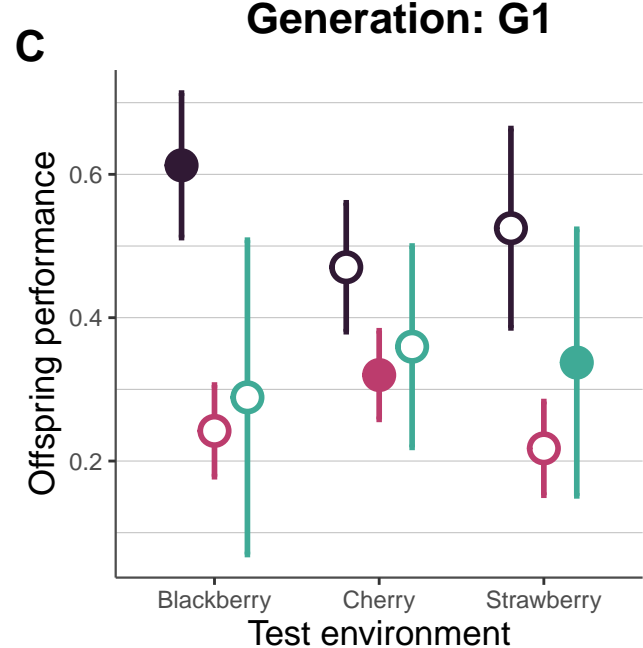 Generation: G1
C
Offspring performance
0.6
0.4
0.2
Blackberry Cherry Strawberry
Test environment